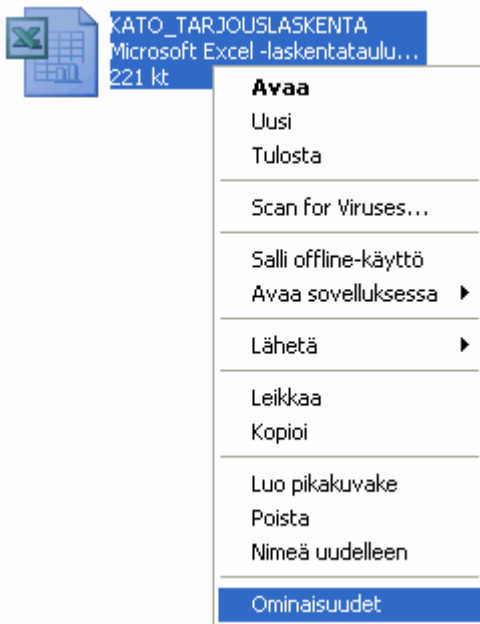 KATO_TARJOUSLASKENTA
Microsoft Excel -laskentataulu...
221 kt
Avaa
Uusi
Tulosta
Scan for Viruses...
Salli offline-käyttö
Avaa sovelluksessa
Lähetä
Leikkaa
Kopioi
Luo pikakuvake
Poista
Nimeä uudelleen
Ominaisuudet